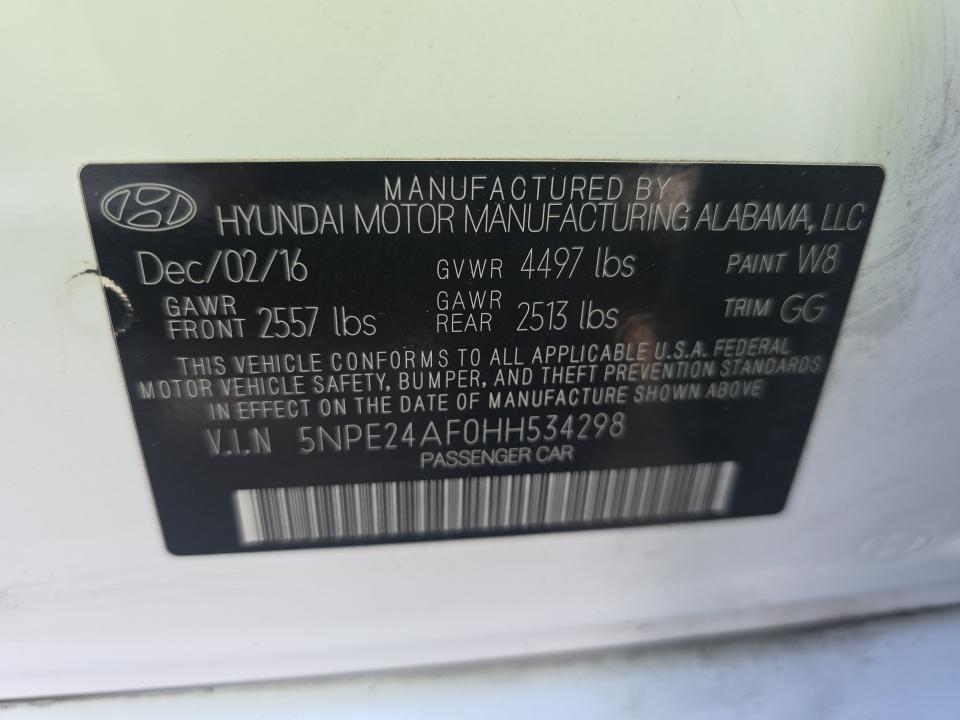 MANUFACTURED BY
HYUNDAI MOTOR MANUFACTURING ALABAMA, LLC
Dec/02/16 GVWR 4497 lbs PAINT W8
GAWR FRONT 2557 lbs GAWR REAR 2513 lbs TRIM GG
THIS VEHICLE CONFORMS TO ALL APPLICABLE U.S.A. FEDERAL
MOTOR VEHICLE SAFETY, BUMPER, AND THEFT PREVENTION STANDARDS
IN EFFECT ON THE DATE OF MANUFACTURE SHOWN ABOVE
V.I.N 5NPE24AF0HH534298
PASSENGER CAR